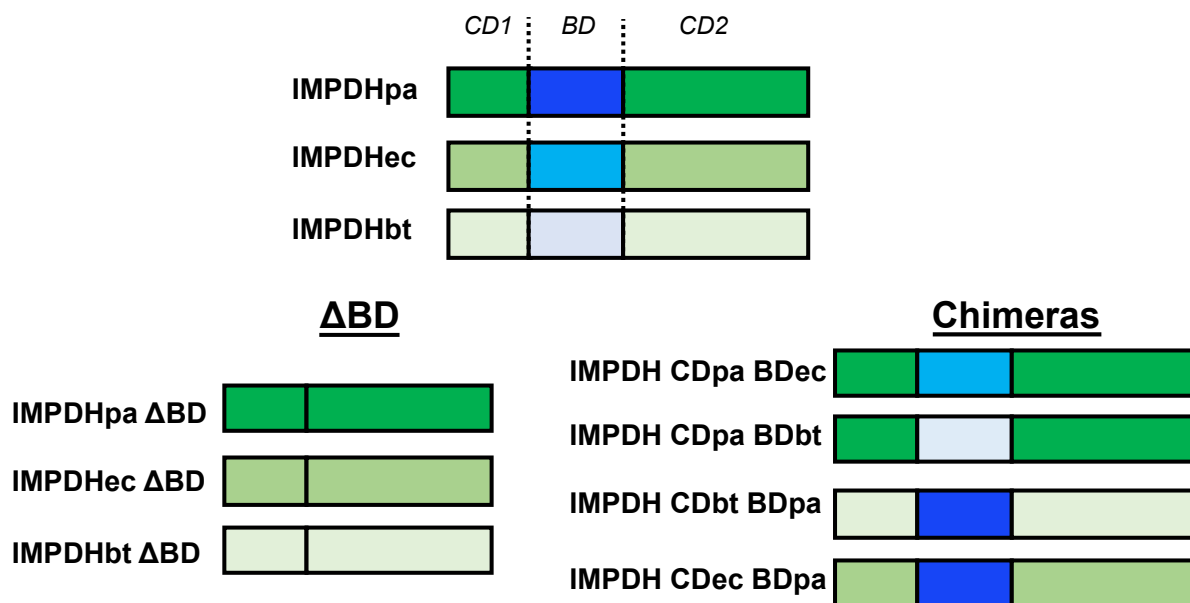 CD1 BD CD2
IMPDHpa
IMPDHec
IMPDHbt
ΔBD
IMPDHpa ΔBD
IMPDHec ΔBD
IMPDHbt ΔBD
Chimeras
IMPDH CDpa BDec
IMPDH CDpa BDbt
IMPDH CDbt BDpa
IMPDH CDec BDpa